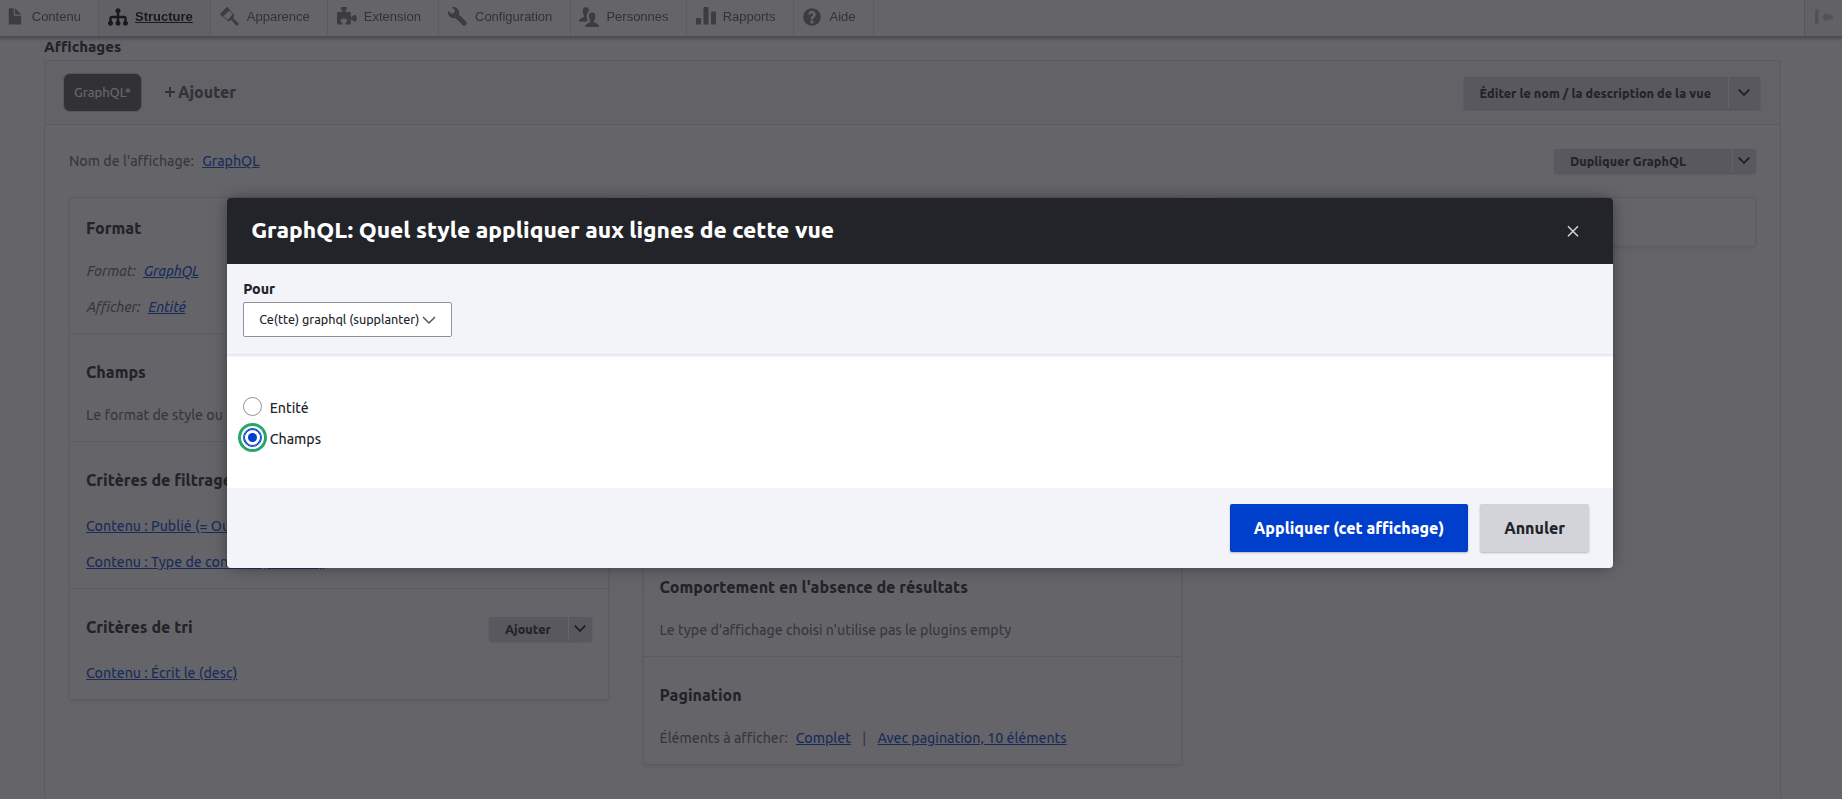 Contenu
Structure
Apparence
Extension
Configuration
Personnes
Rapports
Aide
Affichages
GraphQL*
+ Ajouter
Éditer le nom / la description de la vue
Nom de l'affichage: GraphQL
Dupliquer GraphQL
GraphQL: Quel style appliquer aux lignes de cette vue
Pour
Ce(tte) graphql (supplanter)
Entité
Champs
Appliquer (cet affichage)
Annuler
Format
Format: GraphQL
Afficher: Entité
Champs
Le format de style ou
Critères de filtrage
Contenu : Publié (= Ou
Contenu : Type de con
Critères de tri
Ajouter
Contenu : Écrit le (desc)
Comportement en l'absence de résultats
Le type d'affichage choisi n'utilise pas le plugins empty
Pagination
Éléments à afficher: Complet | Avec pagination, 10 éléments